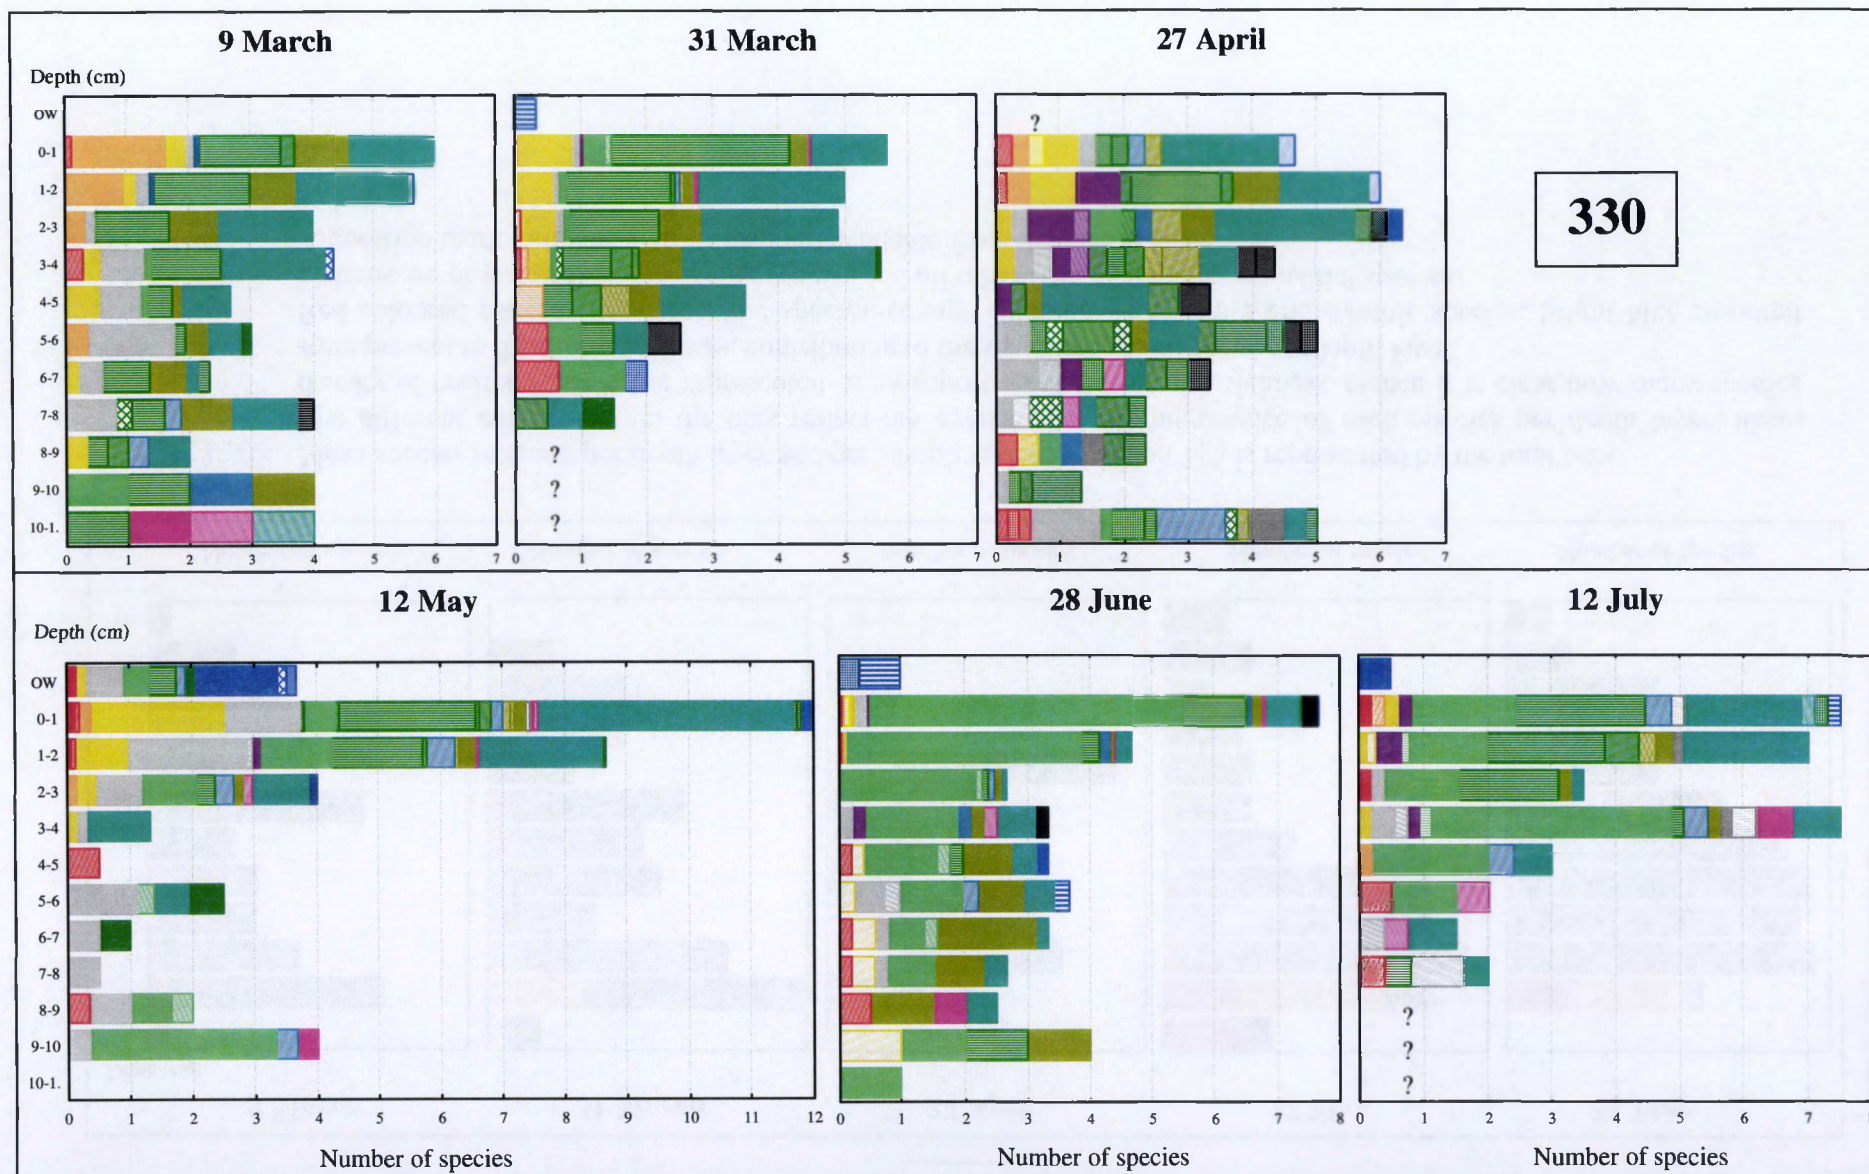 9 March 31 March 27 April
Depth (cm)
OW
0-1
1-2
2-3
3-4
4-5
5-6
6-7
7-8
8-9
9-10
10-1.
?
?
?
?
0 1 2 3 4 5 6 7
0 1 2 3 4 5 6 7
0 1 2 3 4 5 6 7
330
12 May 28 June 12 July
Depth (cm)
OW
0-1
1-2
2-3
3-4
4-5
5-6
6-7
7-8
8-9
9-10
10-1.
?
?
?
0 1 2 3 4 5 6 7 8 9 10 11 12
0 1 2 3 4 5 6 7 8
0 1 2 3 4 5 6 7 8
Number of species Number of species Number of species